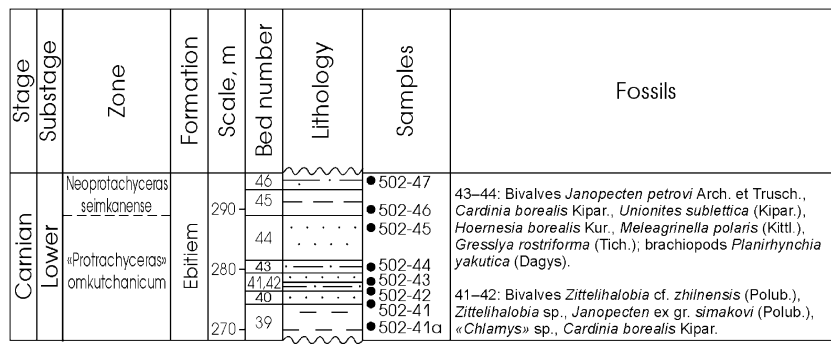 Stage
Substage
Zone
Formation
Scale, m
Bed number
Lithology
Samples
Fossils
Carnian
Lower
Neoprotachyceras
seimkanense
«Protrachyceras»
omkutchanicum
Ebitiem
290
280
270
46
45
44
43
41,42
40
39
502-47
502-46
502-45
502-44
502-43
502-42
502-41
502-41a
43–44: Bivalves Janopecten petrovi Arch. et Trusch.,
Cardinia borealis Kipar., Unionites sublettica (Kipar.),
Hoernesia borealis Kur., Meleagrinella polaris (Kittl.),
Gresslya rostriforma (Tich.); brachiopods Planirhynchia
yakutica (Dagys).
41–42: Bivalves Zittelihalobia cf. zhilnensis (Polub.),
Zittelihalobia sp., Janopecten ex gr. simakovi (Polub.),
«Chlamys» sp., Cardinia borealis Kipar.